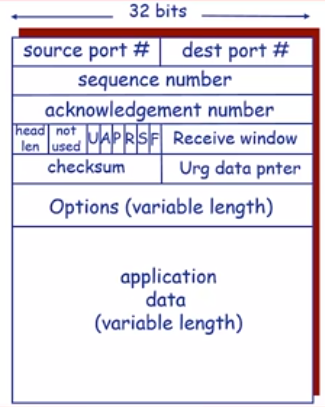 32 bits
source port # dest port #
sequence number
acknowledgement number
head len not used U A P R S F Receive window
checksum Urg data pnter
Options (variable length)
application
data
(variable length)